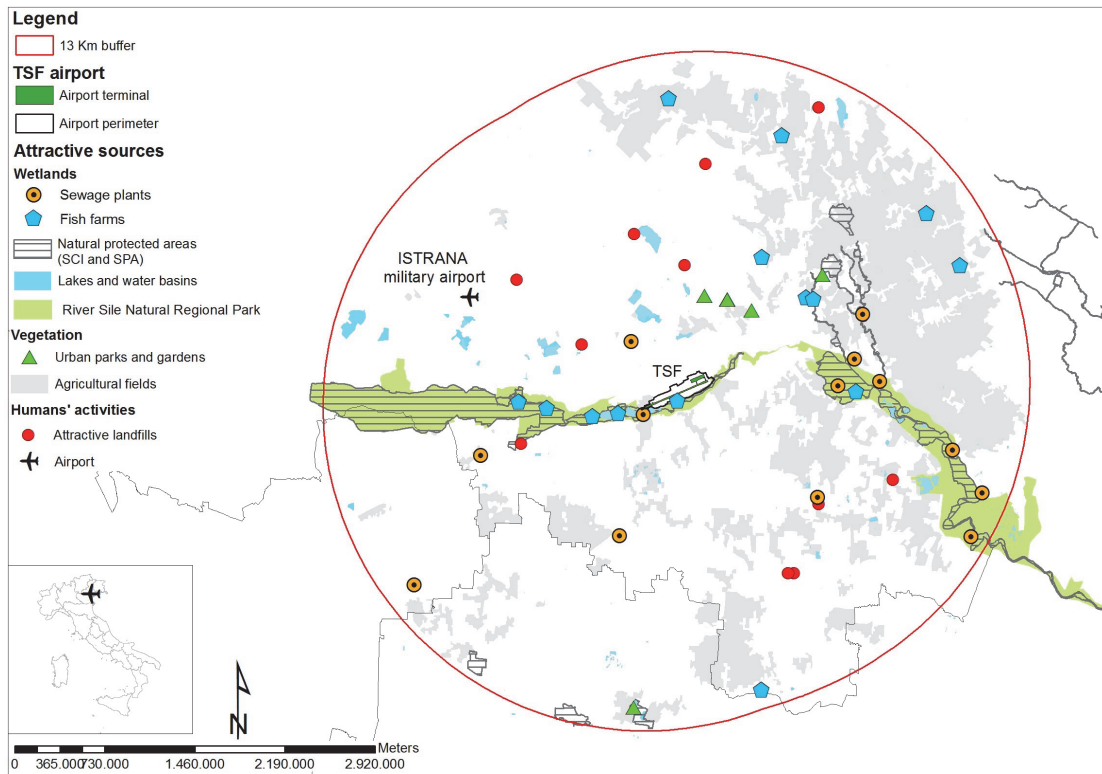 Legend
13 Km buffer
TSF airport
Airport terminal
Airport perimeter
Attractive sources
Wetlands
Sewage plants
Fish farms
Natural protected areas
(SCI and SPA)
Lakes and water basins
River Sile Natural Regional Park
Vegetation
Urban parks and gardens
Agricultural fields
Humans' activities
Attractive landfills
Airport
ISTRANA
military airport
TSF
N
Meters
0 365.000 730.000 1.460.000 2.190.000 2.920.000